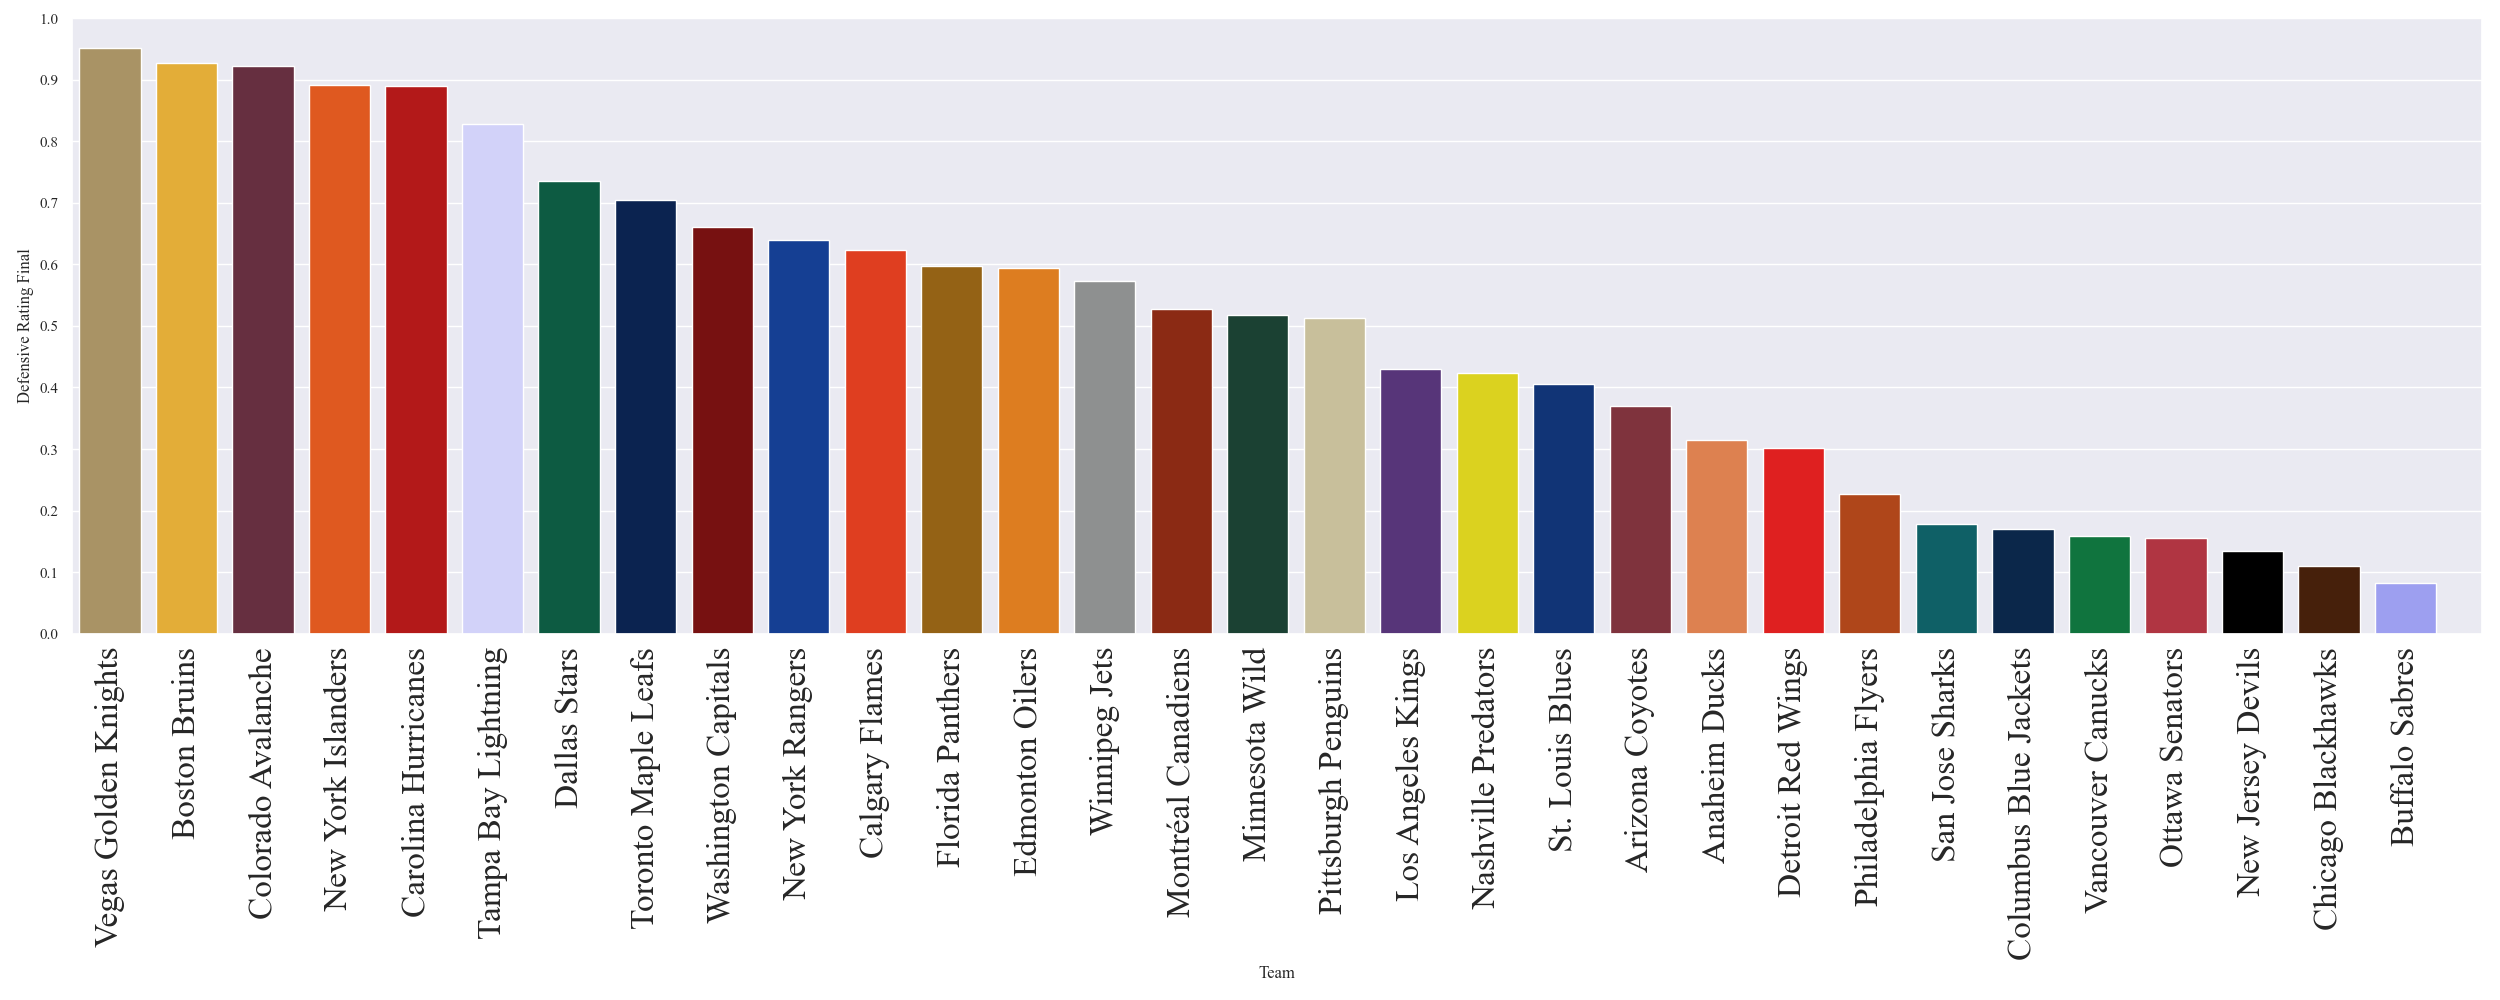 1.0
0.9
0.8
0.7
0.6
0.5
0.4
0.3
0.2
0.1
0.0
Defensive Rating Final
Vegas Golden Knights
Boston Bruins
Colorado Avalanche
New York Islanders
Carolina Hurricanes
Tampa Bay Lightning
Dallas Stars
Toronto Maple Leafs
Washington Capitals
New York Rangers
Calgary Flames
Florida Panthers
Edmonton Oilers
Winnipeg Jets
Montréal Canadiens
Minnesota Wild
Pittsburgh Penguins
Los Angeles Kings
Nashville Predators
St. Louis Blues
Arizona Coyotes
Anaheim Ducks
Detroit Red Wings
Philadelphia Flyers
San Jose Sharks
Columbus Blue Jackets
Vancouver Canucks
Ottawa Senators
New Jersey Devils
Chicago Blackhawks
Buffalo Sabres
Team